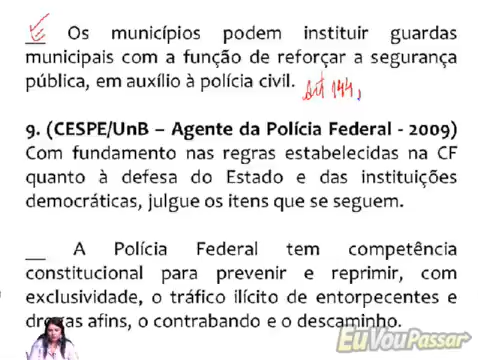 __ Os municípios podem instituir guardas
municipais com a função de reforçar a segurança
pública, em auxílio à polícia civil. Art 144,
9. (CESPE/UnB – Agente da Polícia Federal - 2009)
Com fundamento nas regras estabelecidas na CF
quanto à defesa do Estado e das instituições
democráticas, julgue os itens que se seguem.
__ A Polícia Federal tem competência
constitucional para prevenir e reprimir, com
exclusividade, o tráfico ilícito de entorpecentes e
drogas afins, o contrabando e o descaminho.
EuVouPassar